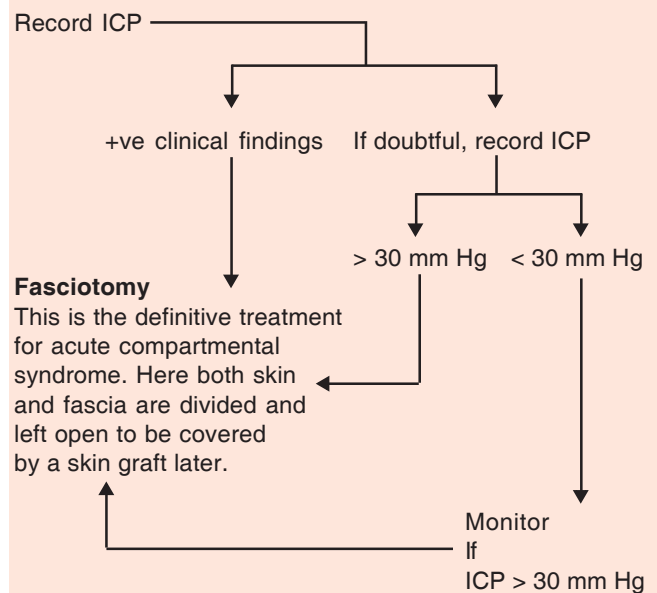 Record ICP
+ve clinical findings
If doubtful, record ICP
> 30 mm Hg
< 30 mm Hg
Fasciotomy
This is the definitive treatment
for acute compartmental
syndrome. Here both skin
and fascia are divided and
left open to be covered
by a skin graft later.
Monitor
If
ICP > 30 mm Hg